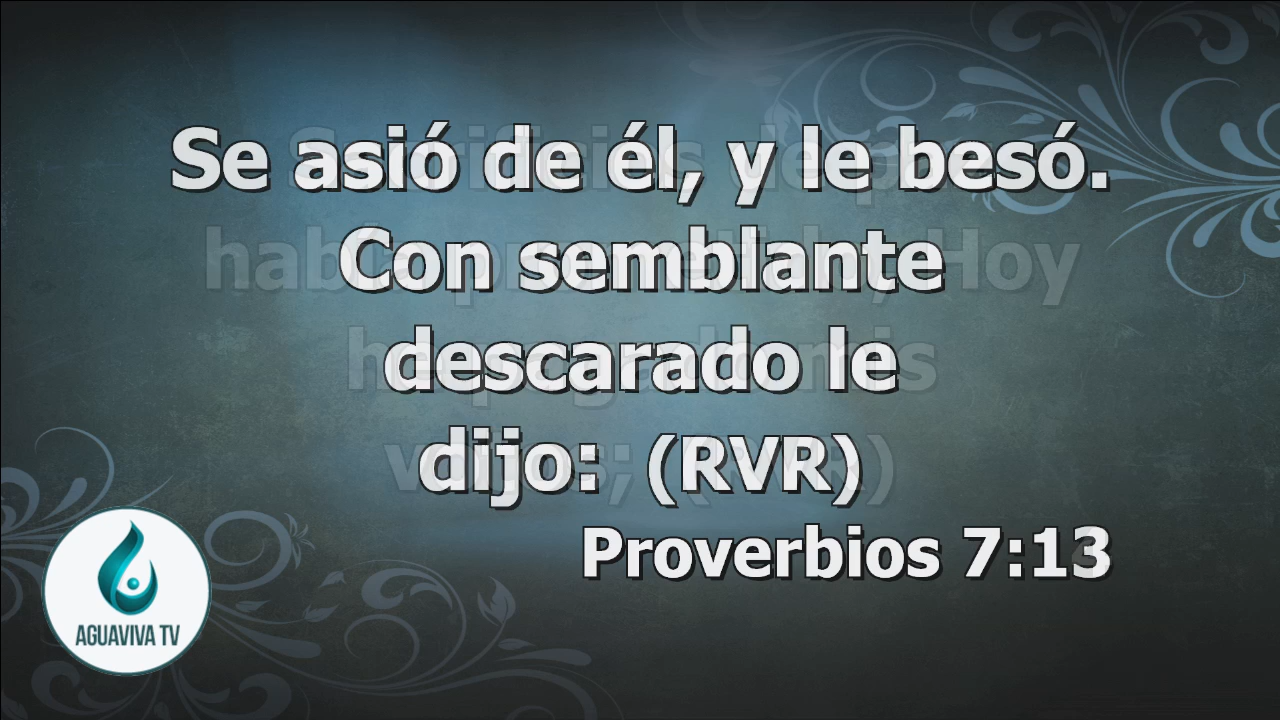 Se asió de él, y le besó.
Con semblante
descarado le
dijo: (RVR)
Proverbios 7:13
AGUAVIVA TV